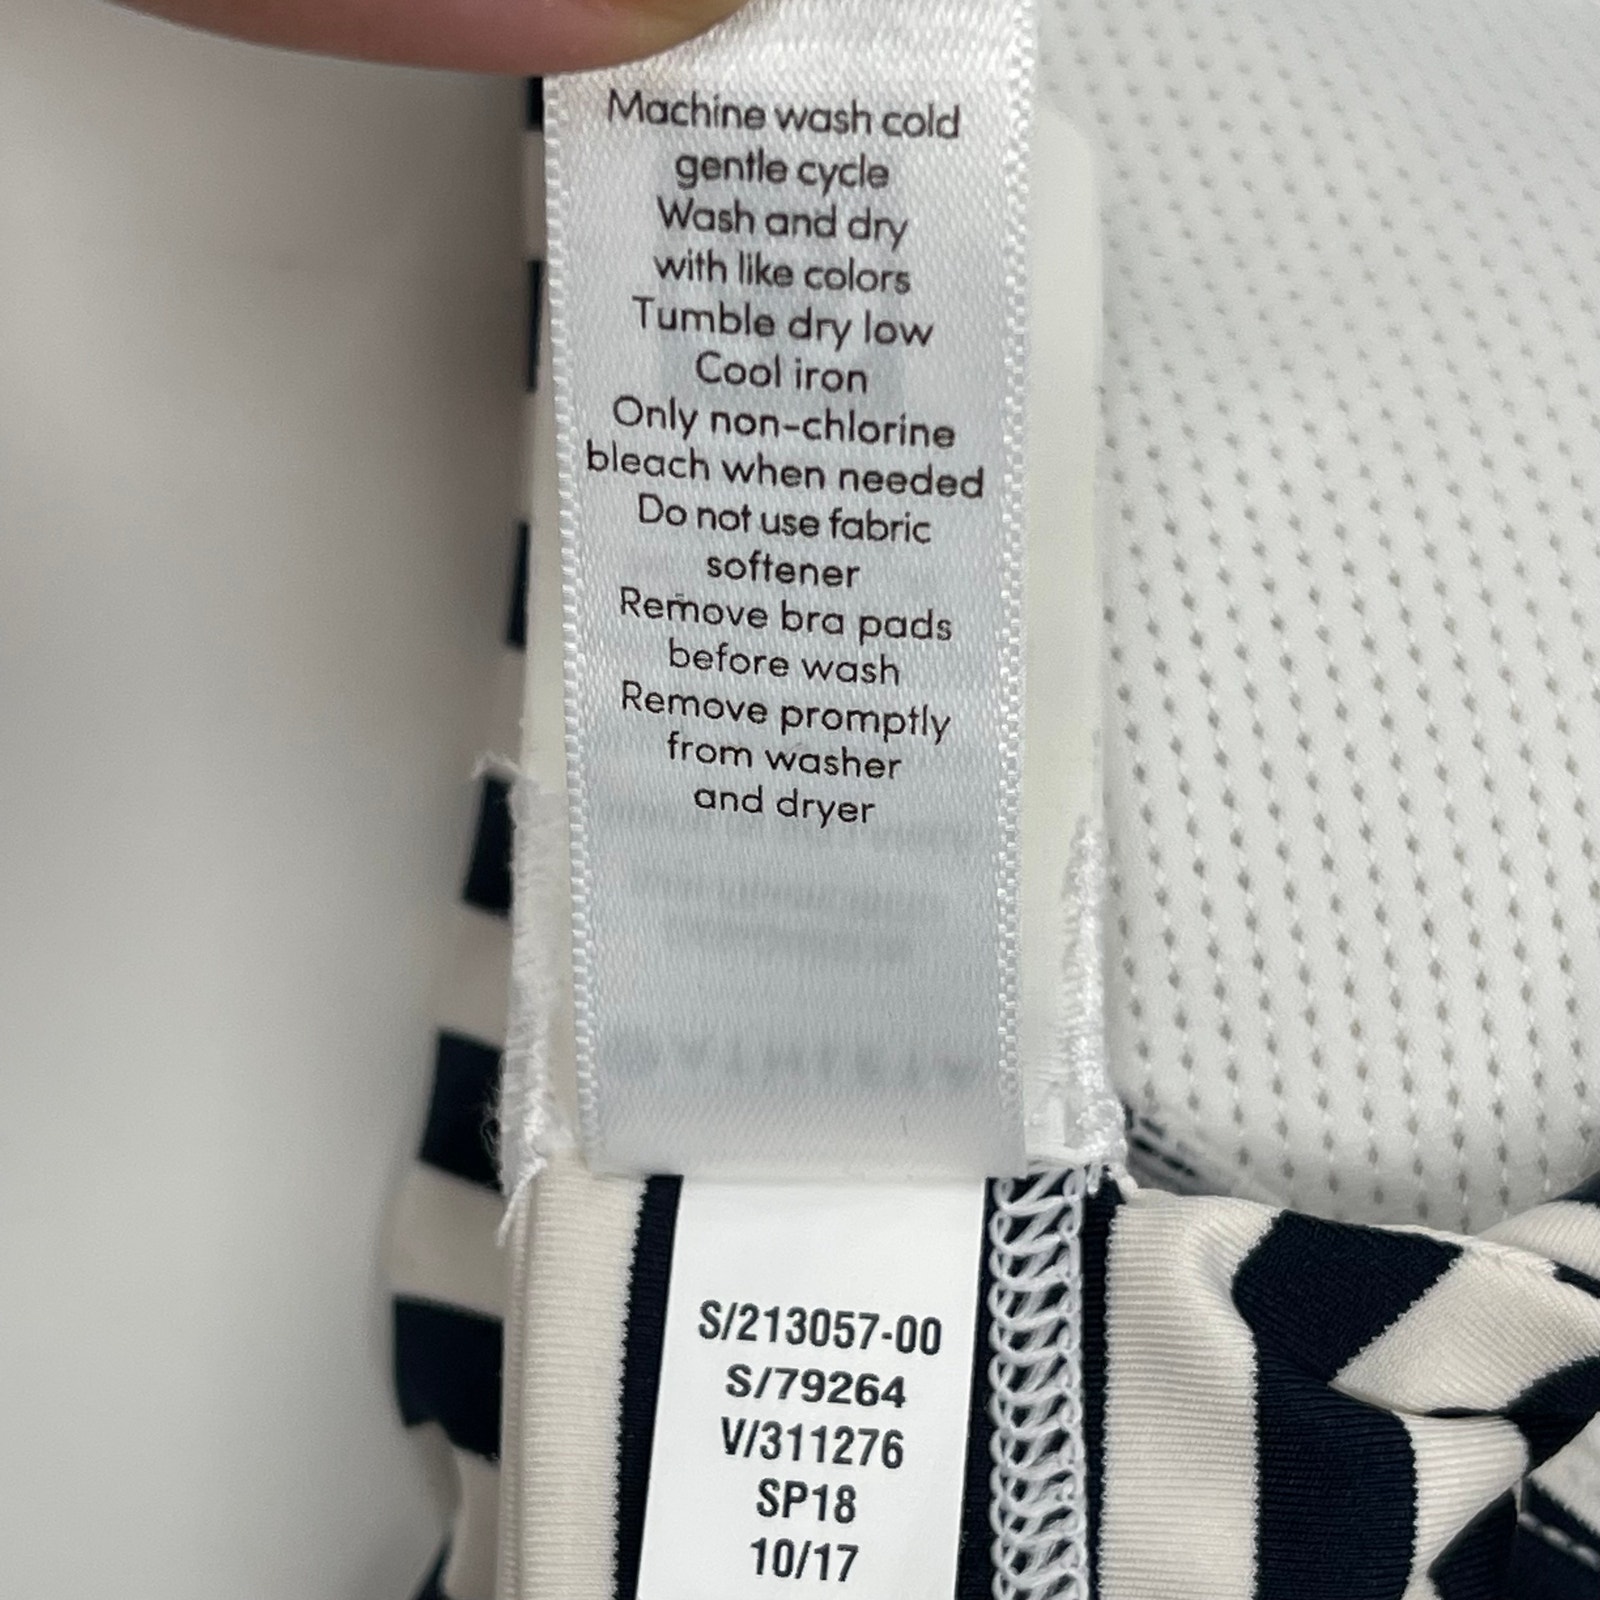 Machine wash cold
gentle cycle
Wash and dry
with like colors
Tumble dry low
Cool iron
Only non-chlorine
bleach when needed
Do not use fabric
softener
Remove bra pads
before wash
Remove promptly
from washer
and dryer
S/213057-00
S/79264
V/311276
SP18
10/17